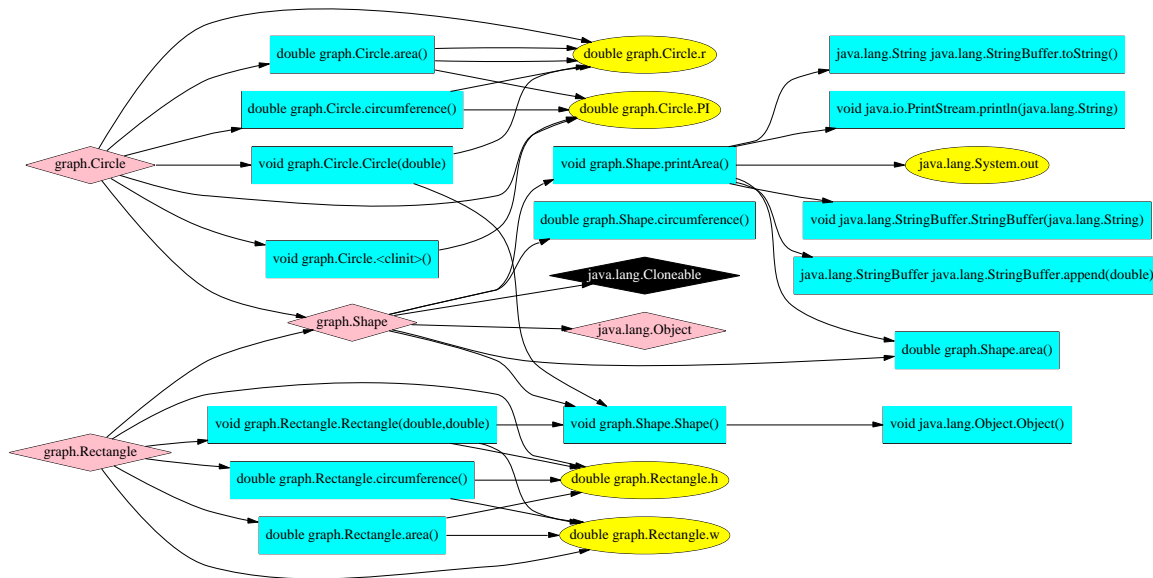 double graph.Circle.area()
double graph.Circle.r
java.lang.String java.lang.StringBuffer.toString()
double graph.Circle.circumference()
double graph.Circle.PI
void java.io.PrintStream.println(java.lang.String)
graph.Circle
void graph.Circle.Circle(double)
void graph.Shape.printArea()
java.lang.System.out
double graph.Shape.circumference()
void java.lang.StringBuffer.StringBuffer(java.lang.String)
void graph.Circle.<clinit>()
java.lang.Cloneable
java.lang.StringBuffer java.lang.StringBuffer.append(double)
graph.Shape
java.lang.Object
double graph.Shape.area()
void graph.Rectangle.Rectangle(double,double)
void graph.Shape.Shape()
void java.lang.Object.Object()
graph.Rectangle
double graph.Rectangle.circumference()
double graph.Rectangle.h
double graph.Rectangle.area()
double graph.Rectangle.w